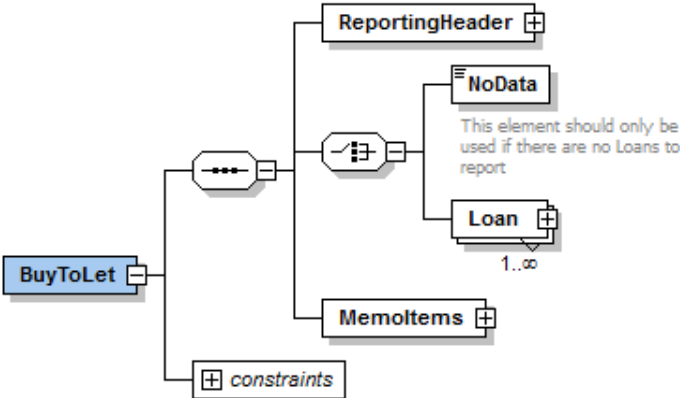 ReportingHeader
NoData
This element should only be
used if there are no Loans to
report
Loan
1..∞
BuyToLet
MemoItems
constraints